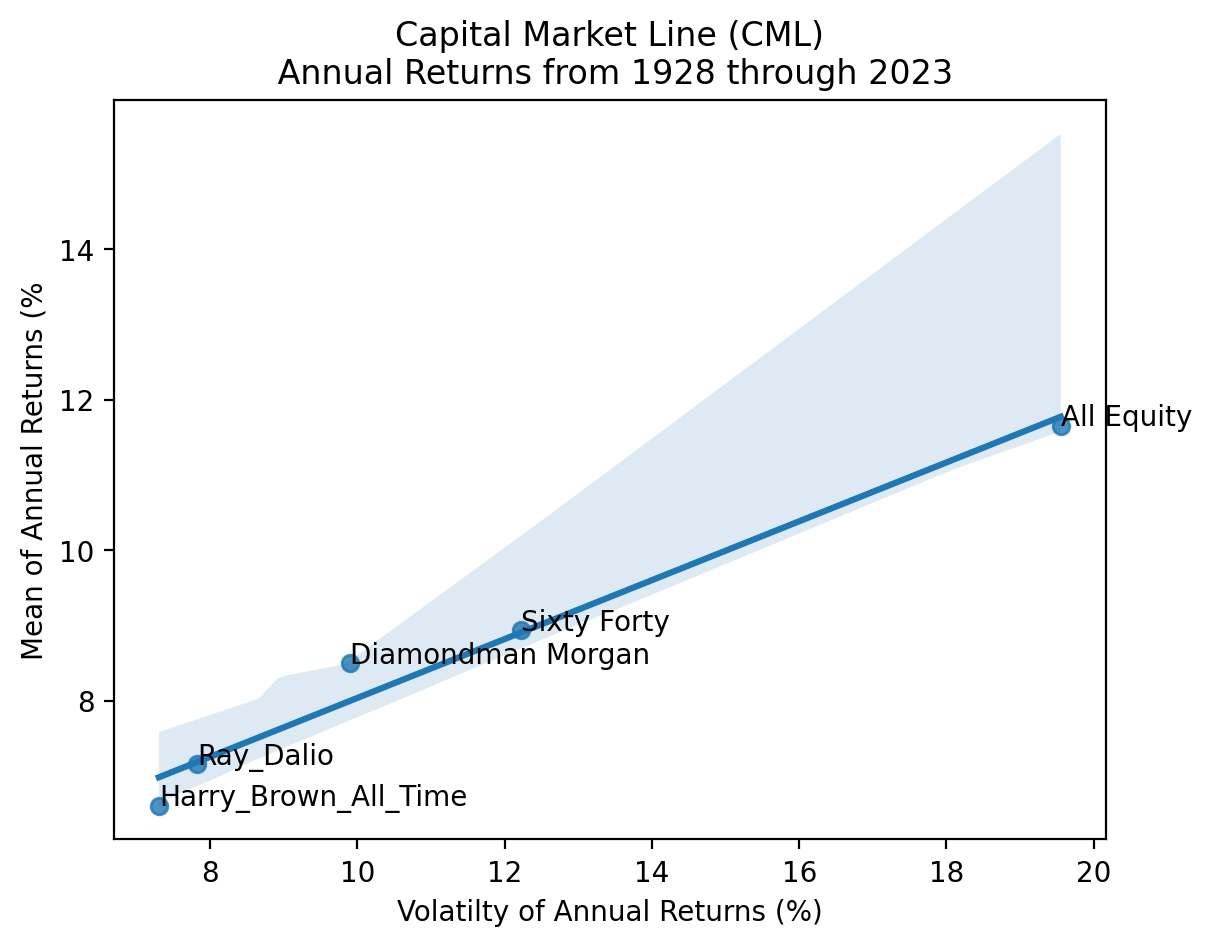 Capital Market Line (CML)
Annual Returns from 1928 through 2023
Mean of Annual Returns (%
14
12
10
8
All Equity
Sixty Forty
Diamondman Morgan
Ray_Dalio
Harry_Brown_All_Time
8 10 12 14 16 18 20
Volatilty of Annual Returns (%)